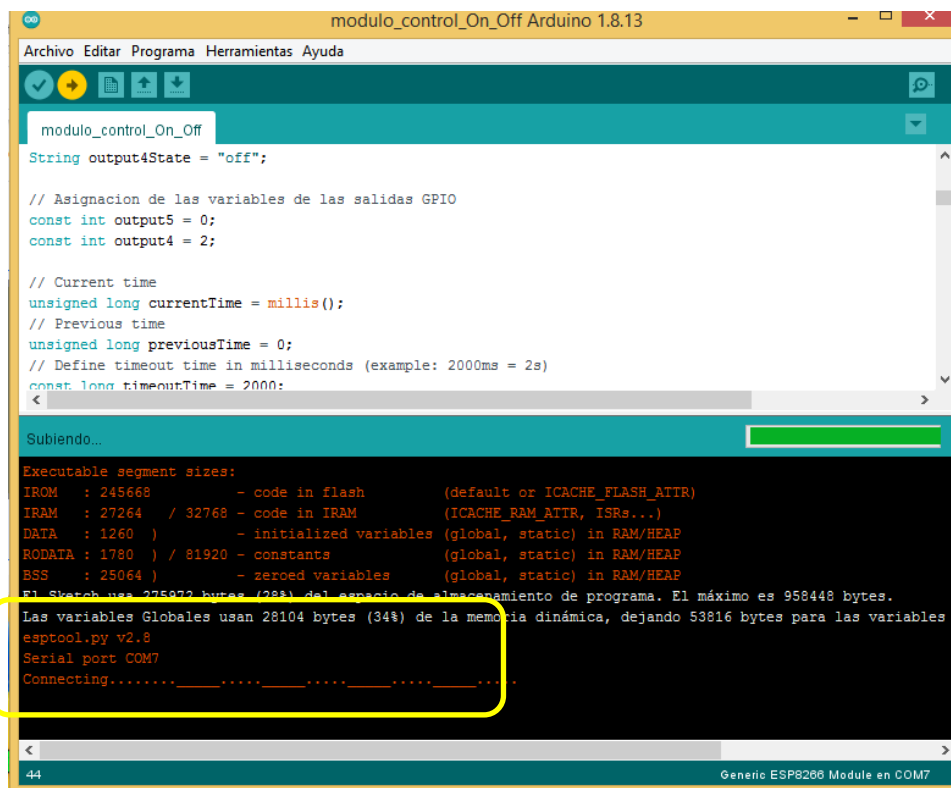 modulo_control_On_Off Arduino 1.8.13
Archivo Editar Programa Herramientas Ayuda
modulo_control_On_Off
String output4State = "off";
// Asignacion de las variables de las salidas GPIO
const int output5 = 0;
const int output4 = 2;
// Current time
unsigned long currentTime = millis();
// Previous time
unsigned long previousTime = 0;
// Define timeout time in milliseconds (example: 2000ms = 2s)
const long timeoutTime = 2000;
Subiendo...
Executable segment sizes:
IROM   : 245668          - code in flash         (default or ICACHE_FLASH_ATTR)
IRAM   : 27264   / 32768 - code in IRAM          (ICACHE_RAM_ATTR, ISRs...)
DATA   : 1260  )         - initialized variables (global, static) in RAM/HEAP
RODATA : 1780  ) / 81920 - constants             (global, static) in RAM/HEAP
BSS    : 25064 )         - zeroed variables      (global, static) in RAM/HEAP
El Sketch usa 275972 bytes (28%) del espacio de almacenamiento de programa. El máximo es 958448 bytes.
Las variables Globales usan 28104 bytes (34%) de la memoria dinámica, dejando 53816 bytes para las variables
esptool.py v2.8
Serial port COM7
Connecting........_____....._____....._____....._____.....
44
Generic ESP8266 Module en COM7